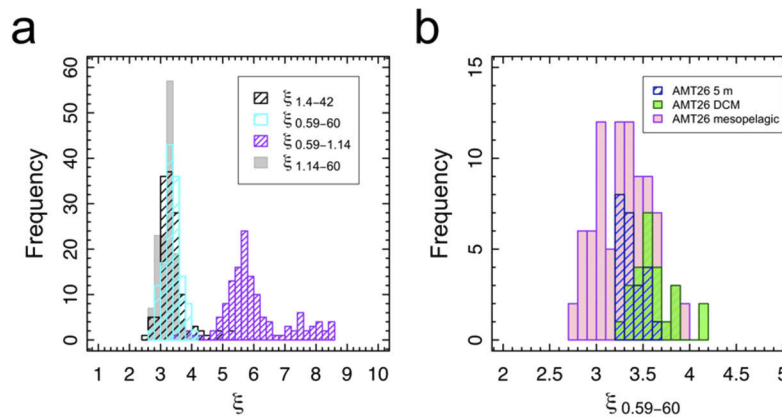 a
b
Frequency
60
50
40
30
20
10
0
ξ 1.4−42
ξ 0.59−60
ξ 0.59−1.14
ξ 1.14−60
1 2 3 4 5 6 7 8 9 10
ξ
Frequency
15
10
5
0
AMT26 5 m
AMT26 DCM
AMT26 mesopelagic
2 2.5 3 3.5 4 4.5 5
ξ 0.59−60